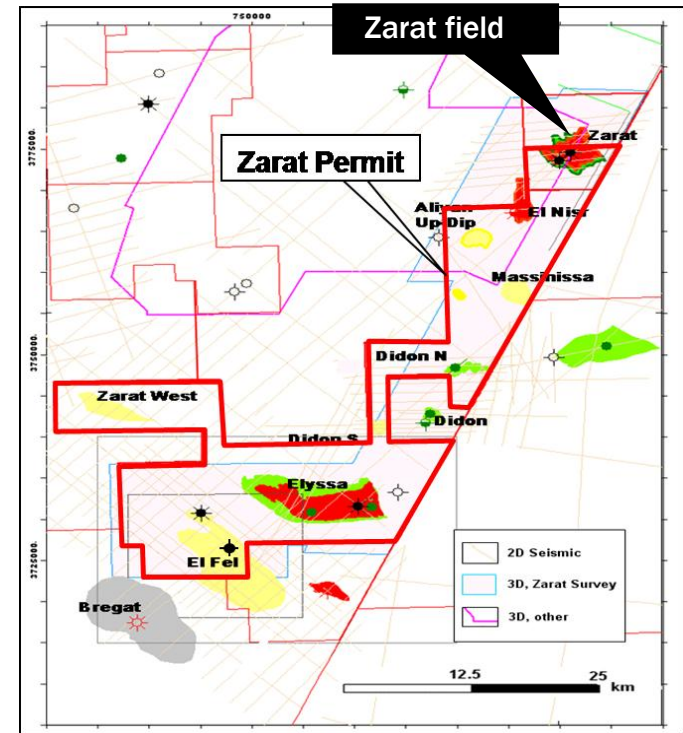 750000
Zarat field
3775000.
Zarat
Zarat Permit
Aliyan
Up-Dip
El Nisr
Massinissa
3750000.
Didon N
Zarat West
Didon
Didon S
Elyssa
3725000.
El Fel
Bregat
2D Seismic
3D, Zarat Survey
3D, other
12.5
25
km